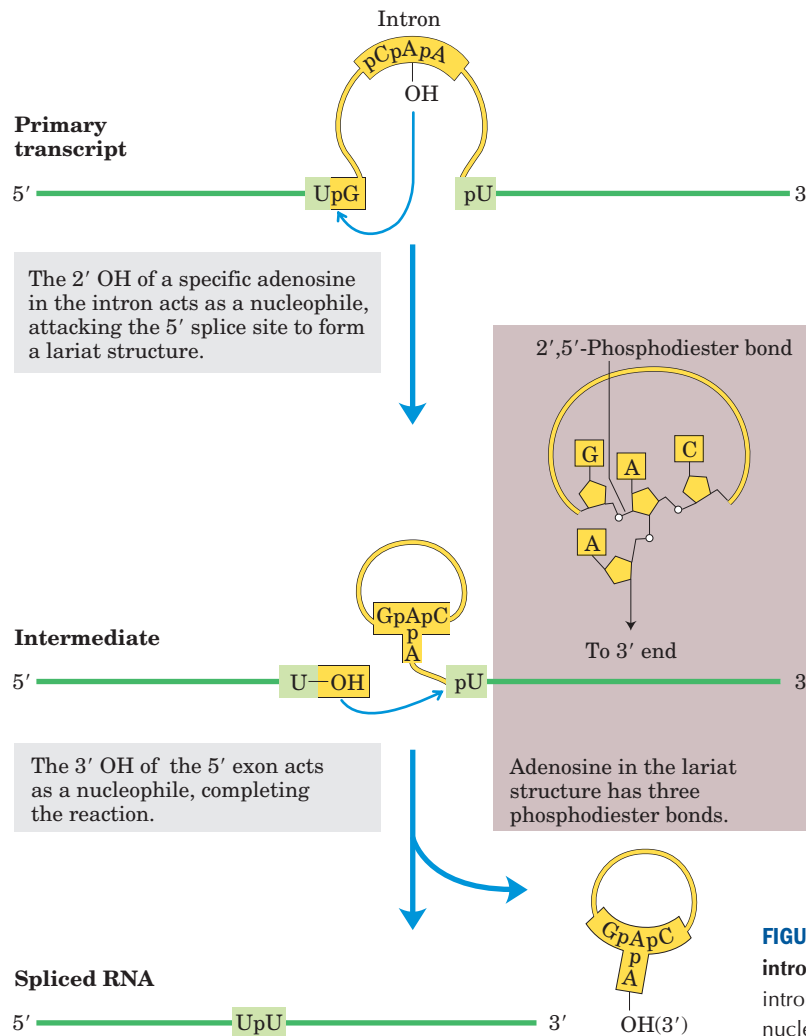 Intron
pCpApA
OH
Primary
transcript
5′
UpG
pU
3
The 2′ OH of a specific adenosine
in the intron acts as a nucleophile,
attacking the 5′ splice site to form
a lariat structure.
2′,5′-Phosphodiester bond
G
A
C
A
To 3′ end
Adenosine in the lariat
structure has three
phosphodiester bonds.
Intermediate
GpApC
p
A
5′
U—OH
pU
3
The 3′ OH of the 5′ exon acts
as a nucleophile, completing
the reaction.
GpApC
p
A
OH(3′)
Spliced RNA
5′
UpU
3′
FIGU
intro
intro
nucle